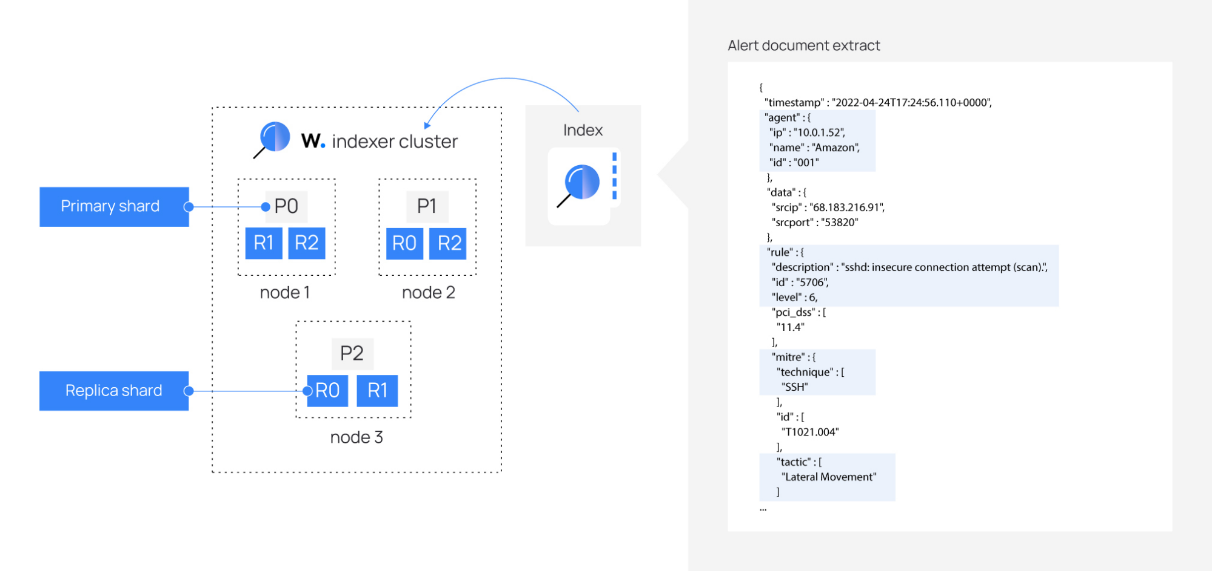 W. indexer cluster
Primary shard
P0
R1 R2
node 1
P1
R0 R2
node 2
Replica shard
P2
R0 R1
node 3
Index
Alert document extract
{
"timestamp" : "2022-04-24T17:24:56.110+0000",
"agent" : {
"ip" : "10.0.1.52",
"name" : "Amazon",
"id" : "001"
},
"data" : {
"srcip" : "68.183.216.91",
"srcport" : "53820"
},
"rule" : {
"description" : "sshd: insecure connection attempt (scan).",
"id" : "5706",
"level" : 6,
"pci_dss" : [
"11.4"
],
"mitre" : {
"technique" : [
"SSH"
],
"id" : [
"T1021.004"
],
"tactic" : [
"Lateral Movement"
]
...